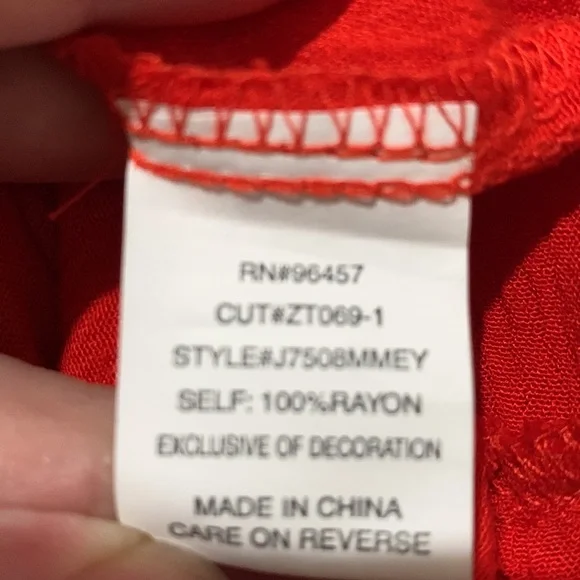 RN#96457
CUT#ZT069-1
STYLE#J7508MMEY
SELF: 100%RAYON
EXCLUSIVE OF DECORATION
MADE IN CHINA
CARE ON REVERSE